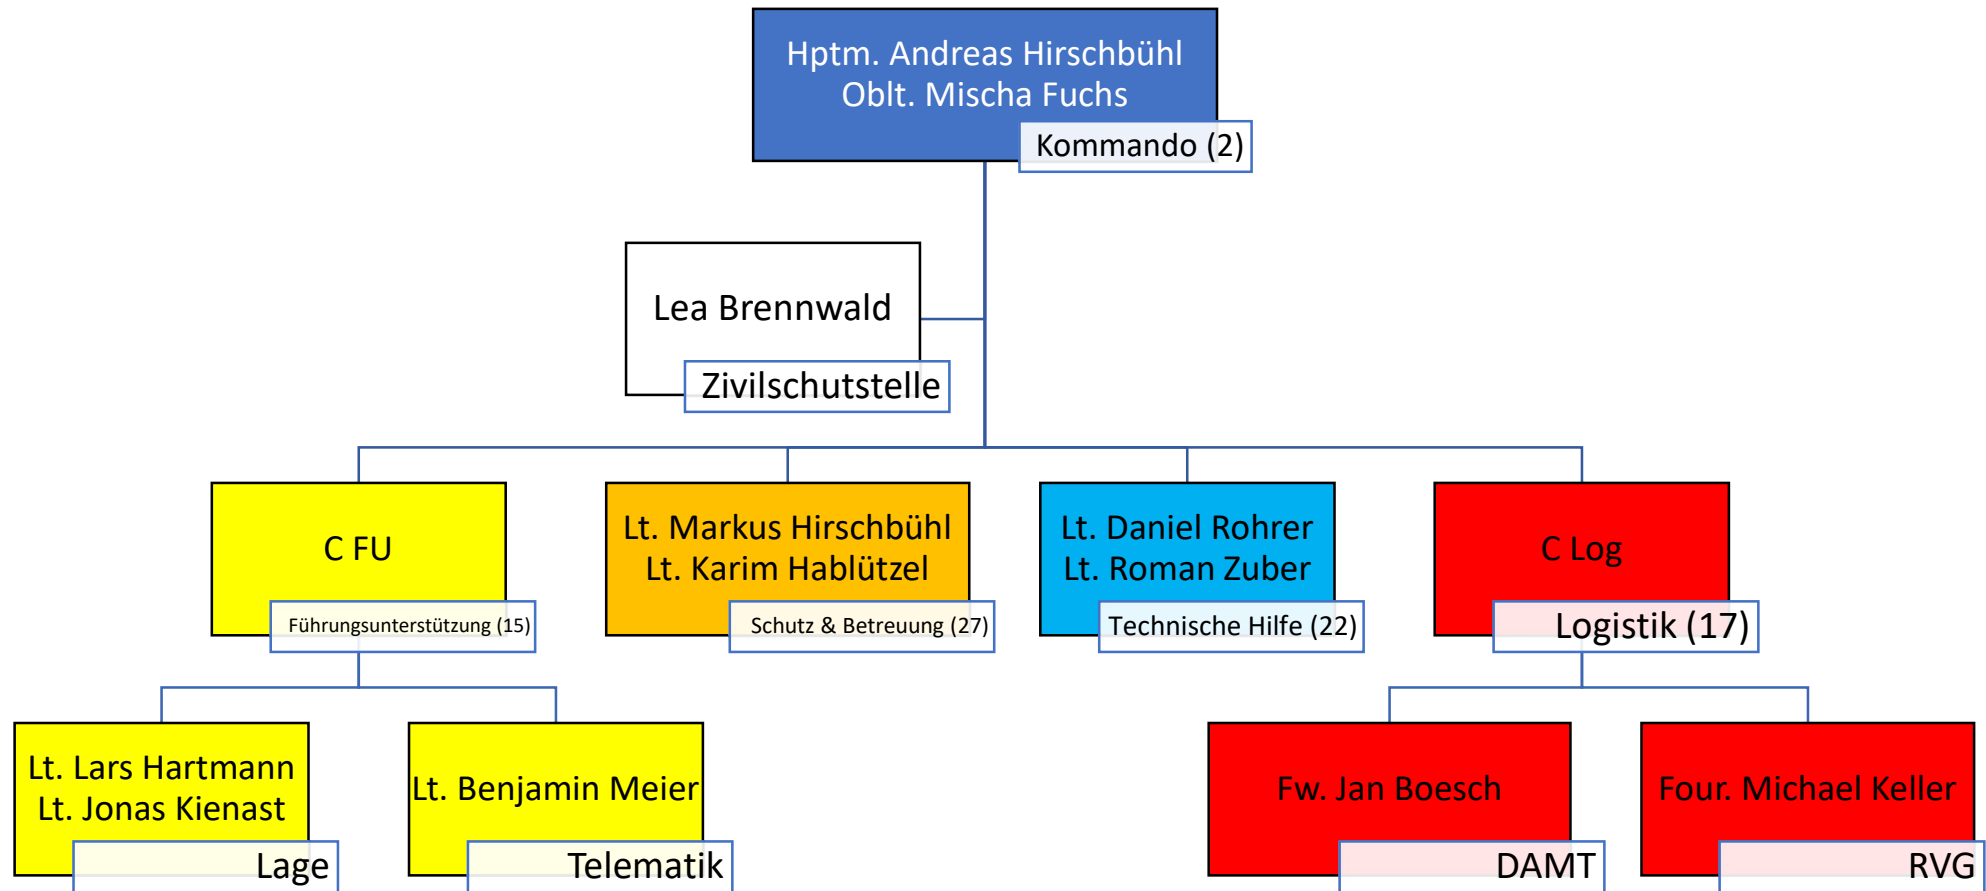 Hptm. Andreas Hirschbühl
Oblt. Mischa Fuchs
Kommando (2)
Lea Brennwald
Zivilschutstelle
C FU
Führungsunterstützung (15)
Lt. Markus Hirschbühl
Lt. Karim Hablützel
Schutz & Betreuung (27)
Lt. Daniel Rohrer
Lt. Roman Zuber
Technische Hilfe (22)
C Log
Logistik (17)
Lt. Lars Hartmann
Lt. Jonas Kienast
Lage
Lt. Benjamin Meier
Telematik
Fw. Jan Boesch
DAMT
Four. Michael Keller
RVG